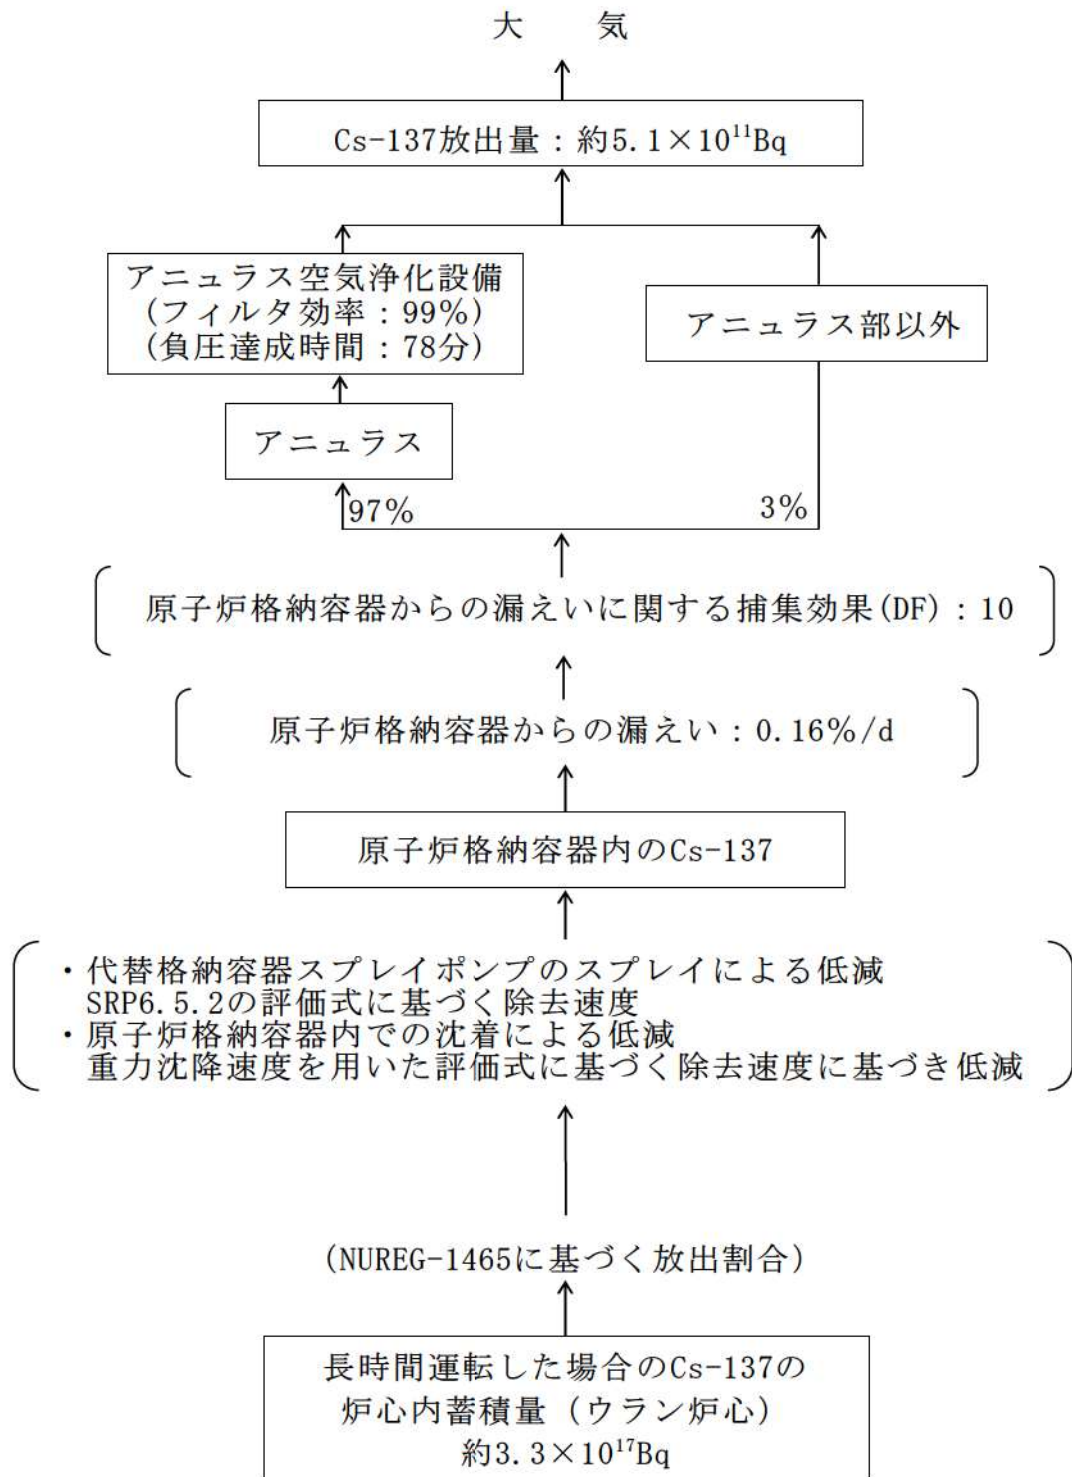 大　気
Cs-137放出量：約5.1×10¹¹Bq
アニュラス空気浄化設備
(フィルタ効率：99%)
(負圧達成時間：78分)
アニュラス部以外
アニュラス
97%
3%
原子炉格納容器からの漏えいに関する捕集効果(DF)：10
原子炉格納容器からの漏えい：0.16%/d
原子炉格納容器内のCs-137
・代替格納容器スプレイポンプのスプレイによる低減
SRP6.5.2の評価式に基づく除去速度
・原子炉格納容器内での沈着による低減
重力沈降速度を用いた評価式に基づく除去速度に基づき低減
(NUREG-1465に基づく放出割合)
長時間運転した場合のCs-137の
炉心内蓄積量（ウラン炉心）
約3.3×10¹⁷Bq